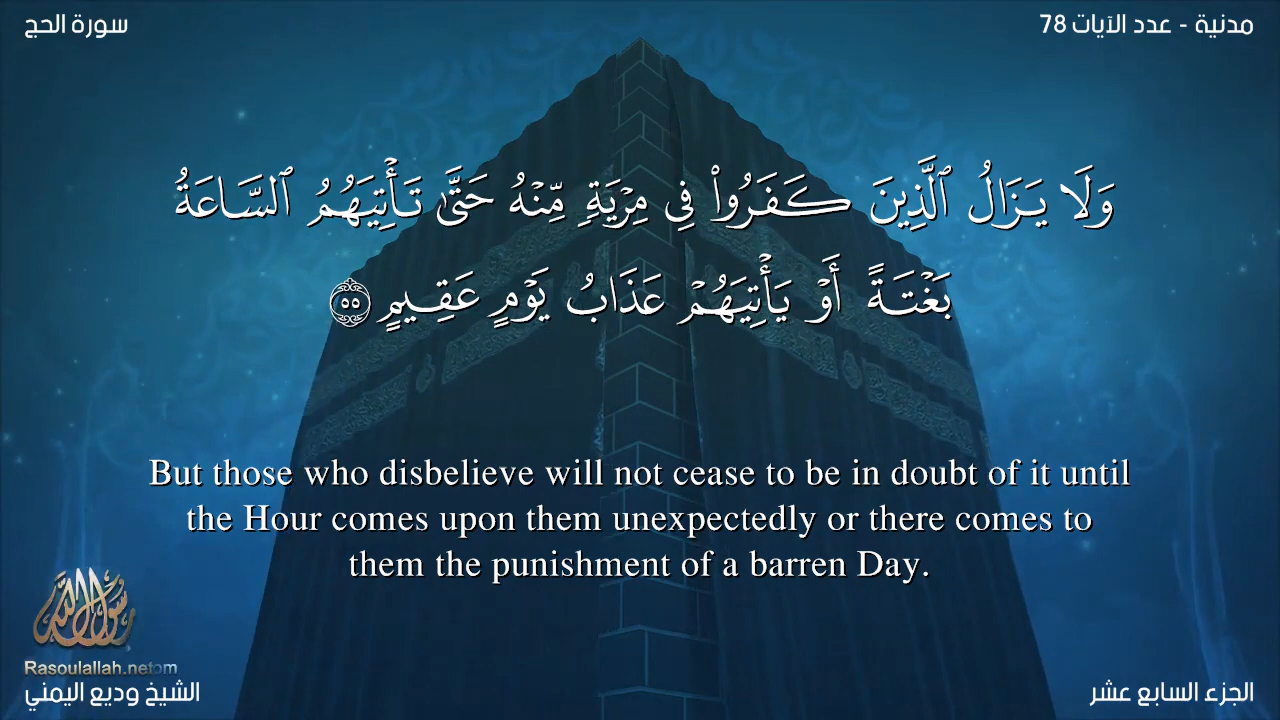 سورة الحج
مدنية - عدد الآيات 78
وَلَا يَزَالُ ٱلَّذِينَ كَفَرُوا۟ فِى مِرْيَةٍ مِّنْهُ حَتَّىٰ تَأْتِيَهُمُ ٱلسَّاعَةُ
بَغْتَةً أَوْ يَأْتِيَهُمْ عَذَابُ يَوْمٍ عَقِيمٍ ٥٥
But those who disbelieve will not cease to be in doubt of it until
the Hour comes upon them unexpectedly or there comes to
them the punishment of a barren Day.
رسول الله
Rasoulallah.net
الشيخ وديع اليمني
الجزء السابع عشر